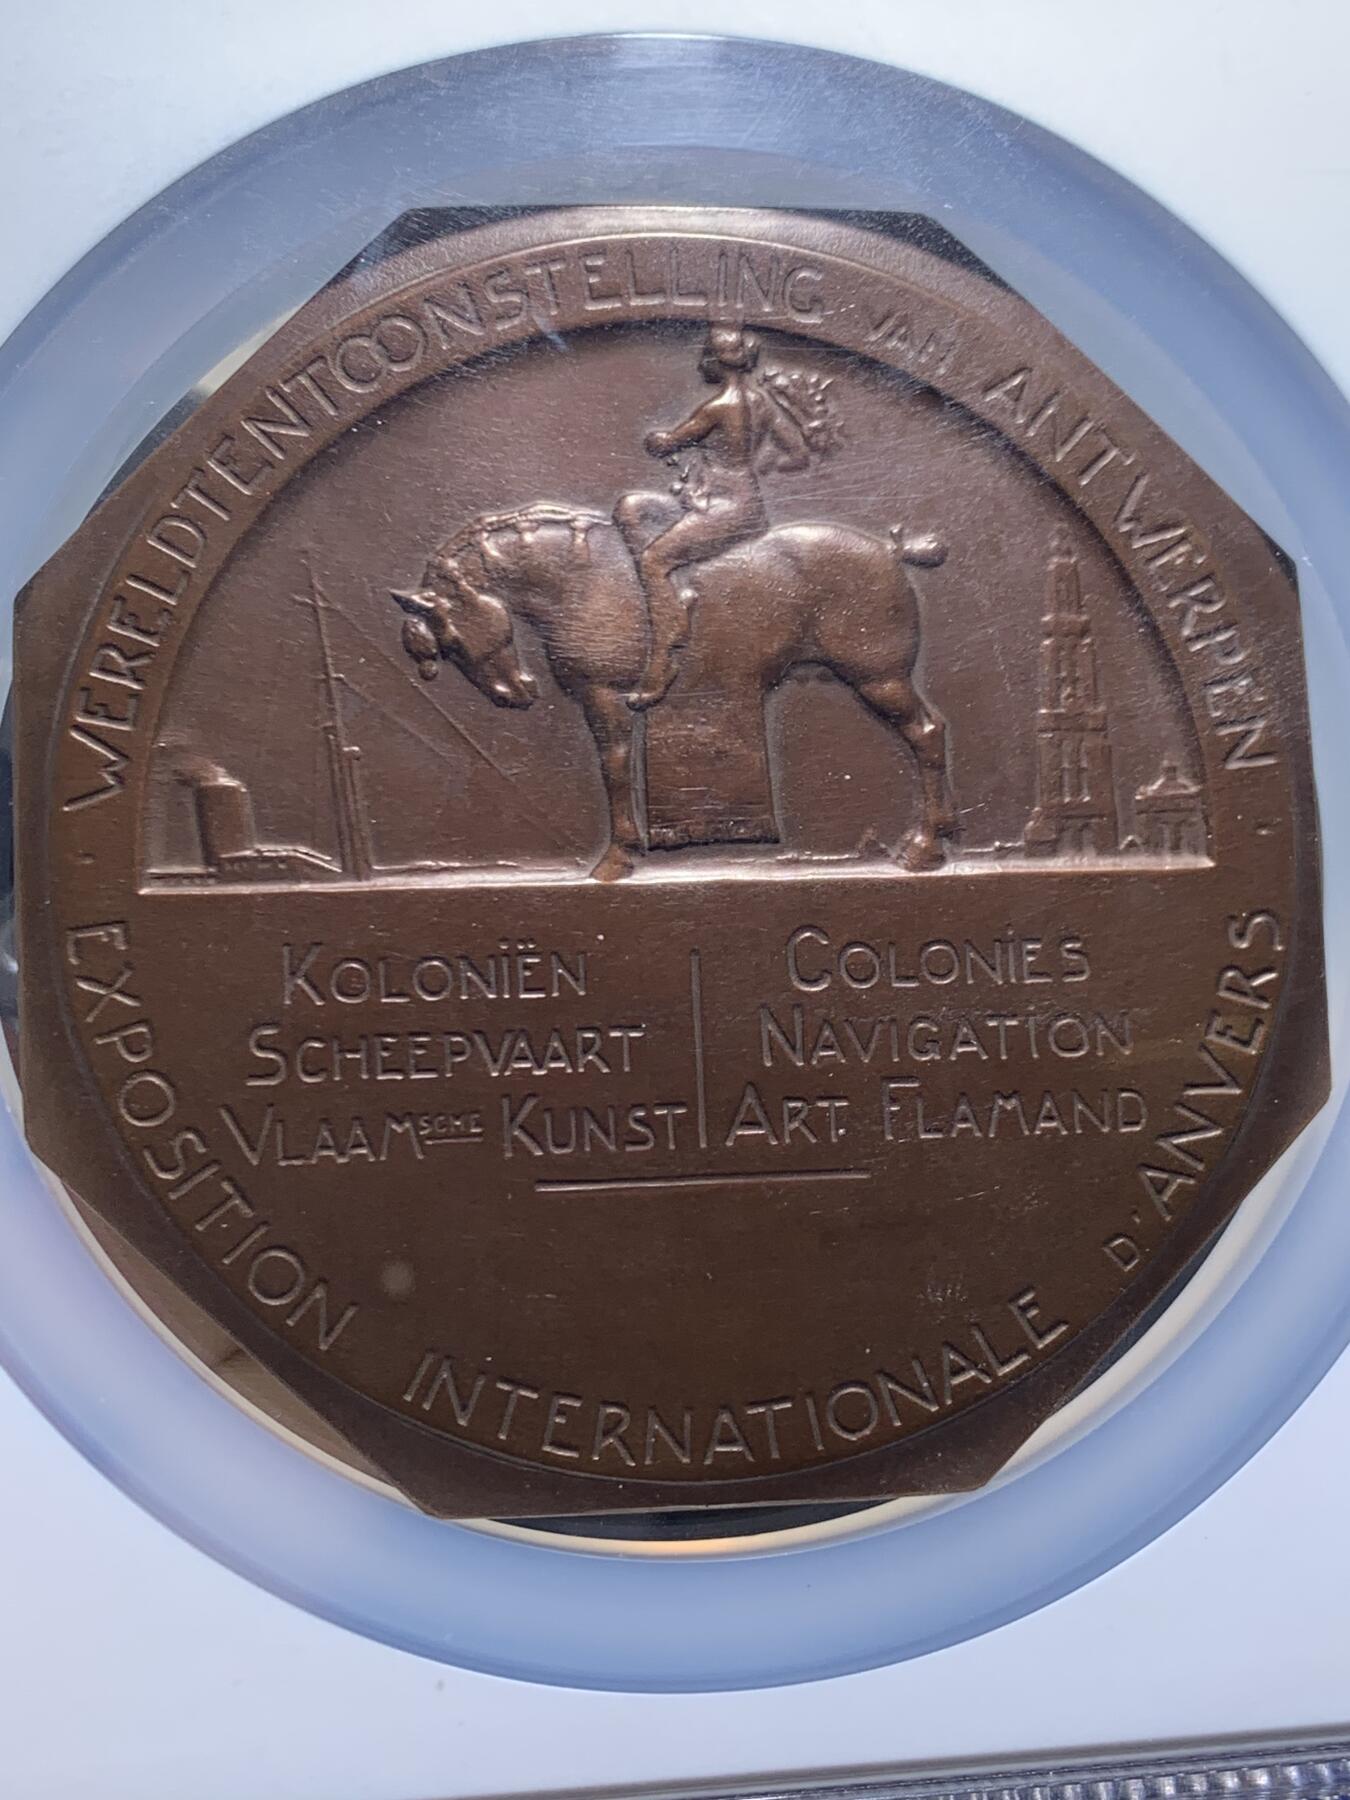 WERELDTENTOONSTELLING VAN ANTWERPEN
KOLONIËN
SCHEEPVAART
VLAAMSCHE KUNST
COLONIES
NAVIGATION
ART FLAMAND
EXPOSITION INTERNATIONALE D'ANVERS